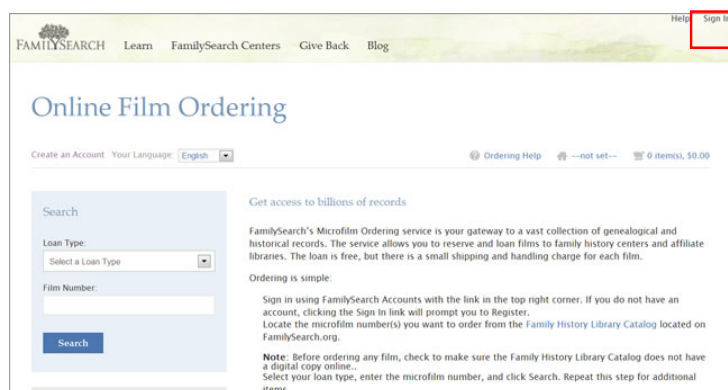 Help Sign In
FAMILYSEARCH Learn FamilySearch Centers Give Back Blog
Online Film Ordering
Create an Account Your Language: English
Ordering Help --not set-- 0 item(s), $0.00
Search
Loan Type:
Select a Loan Type
Film Number:
Search
Get access to billions of records
FamilySearch's Microfilm Ordering service is your gateway to a vast collection of genealogical and
historical records. The service allows you to reserve and loan films to family history centers and affiliate
libraries. The loan is free, but there is a small shipping and handling charge for each film.
Ordering is simple:
Sign in using FamilySearch Accounts with the link in the top right corner. If you do not have an
account, clicking the Sign In link will prompt you to Register.
Locate the microfilm number(s) you want to order from the Family History Library Catalog located on
FamilySearch.org.
Note: Before ordering any film, check to make sure the Family History Library Catalog does not have
a digital copy online..
Select your loan type, enter the microfilm number, and click Search. Repeat this step for additional
items.